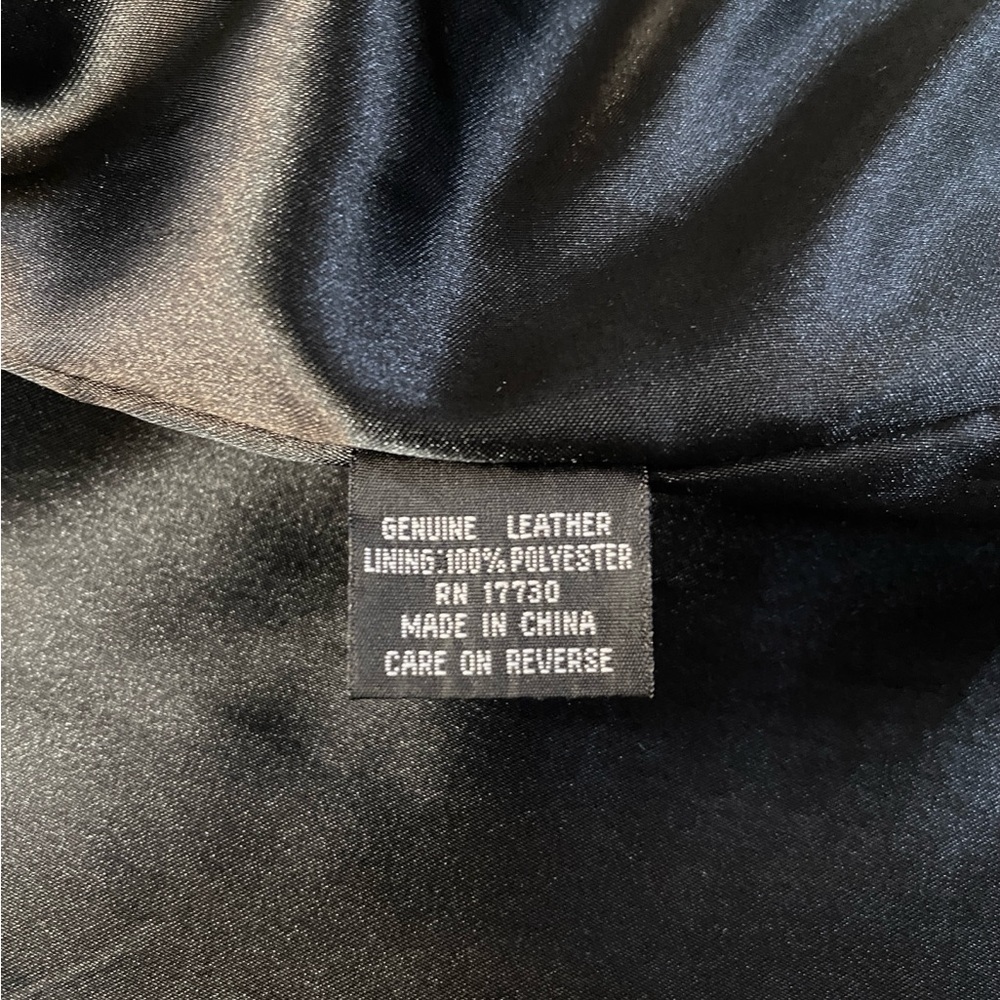 GENUINE LEATHER
LINING:100% POLYESTER
RN 17730
MADE IN CHINA
CARE ON REVERSE